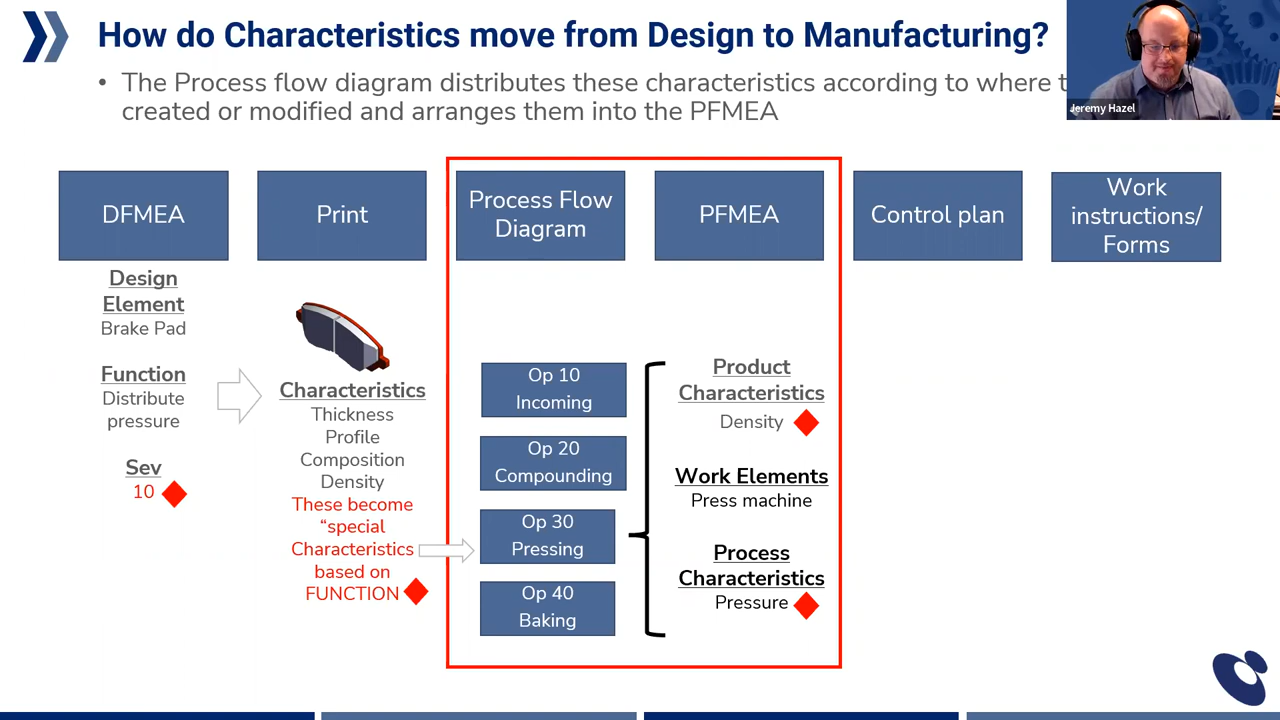 How do Characteristics move from Design to Manufacturing?
• The Process flow diagram distributes these characteristics according to where
created or modified and arranges them into the PFMEA
Jeremy Hazel
DFMEA
Print
Process Flow
Diagram
PFMEA
Control plan
Work
instructions/
Forms
Design
Element
Brake Pad
Function
Distribute
pressure
Sev
10
Characteristics
Thickness
Profile
Composition
Density
These become
“special
Characteristics
based on
FUNCTION
Op 10
Incoming
Op 20
Compounding
Op 30
Pressing
Op 40
Baking
Product
Characteristics
Density
Work Elements
Press machine
Process
Characteristics
Pressure